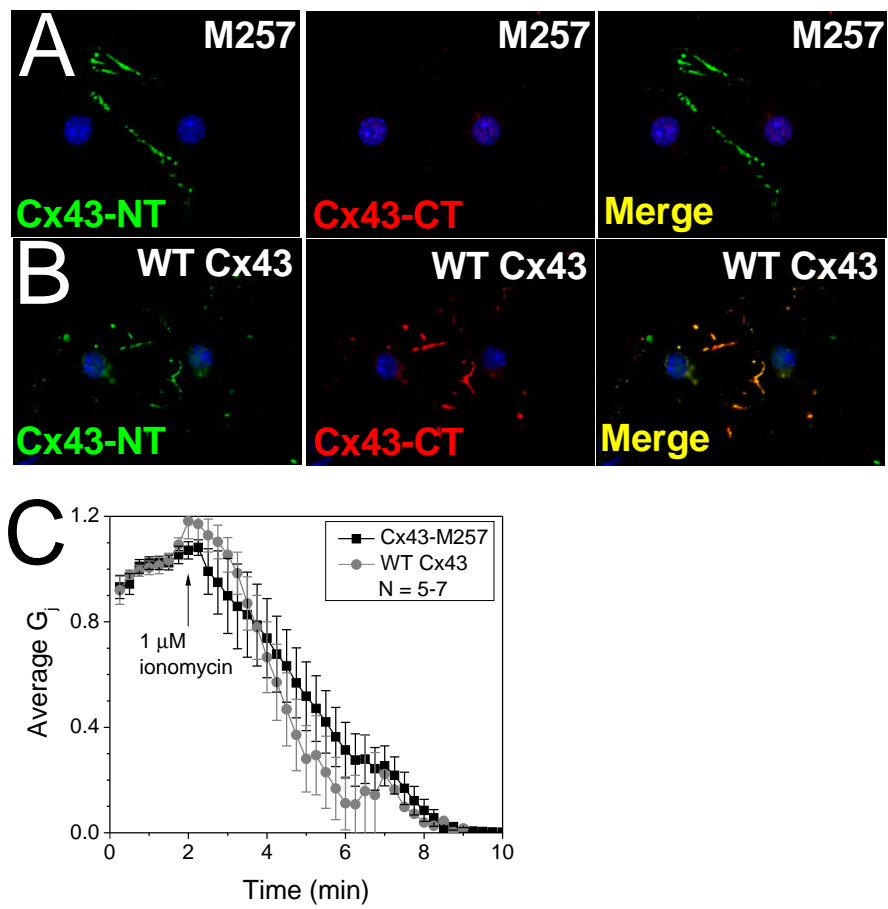 A
M257
M257
M257
Cx43-NT
Cx43-CT
Merge
B
WT Cx43
WT Cx43
WT Cx43
Cx43-NT
Cx43-CT
Merge
C
1.2
0.8
0.4
0.0
Average Gj
Cx43-M257
WT Cx43
N = 5-7
1 μM
ionomycin
0
2
4
6
8
10
Time (min)